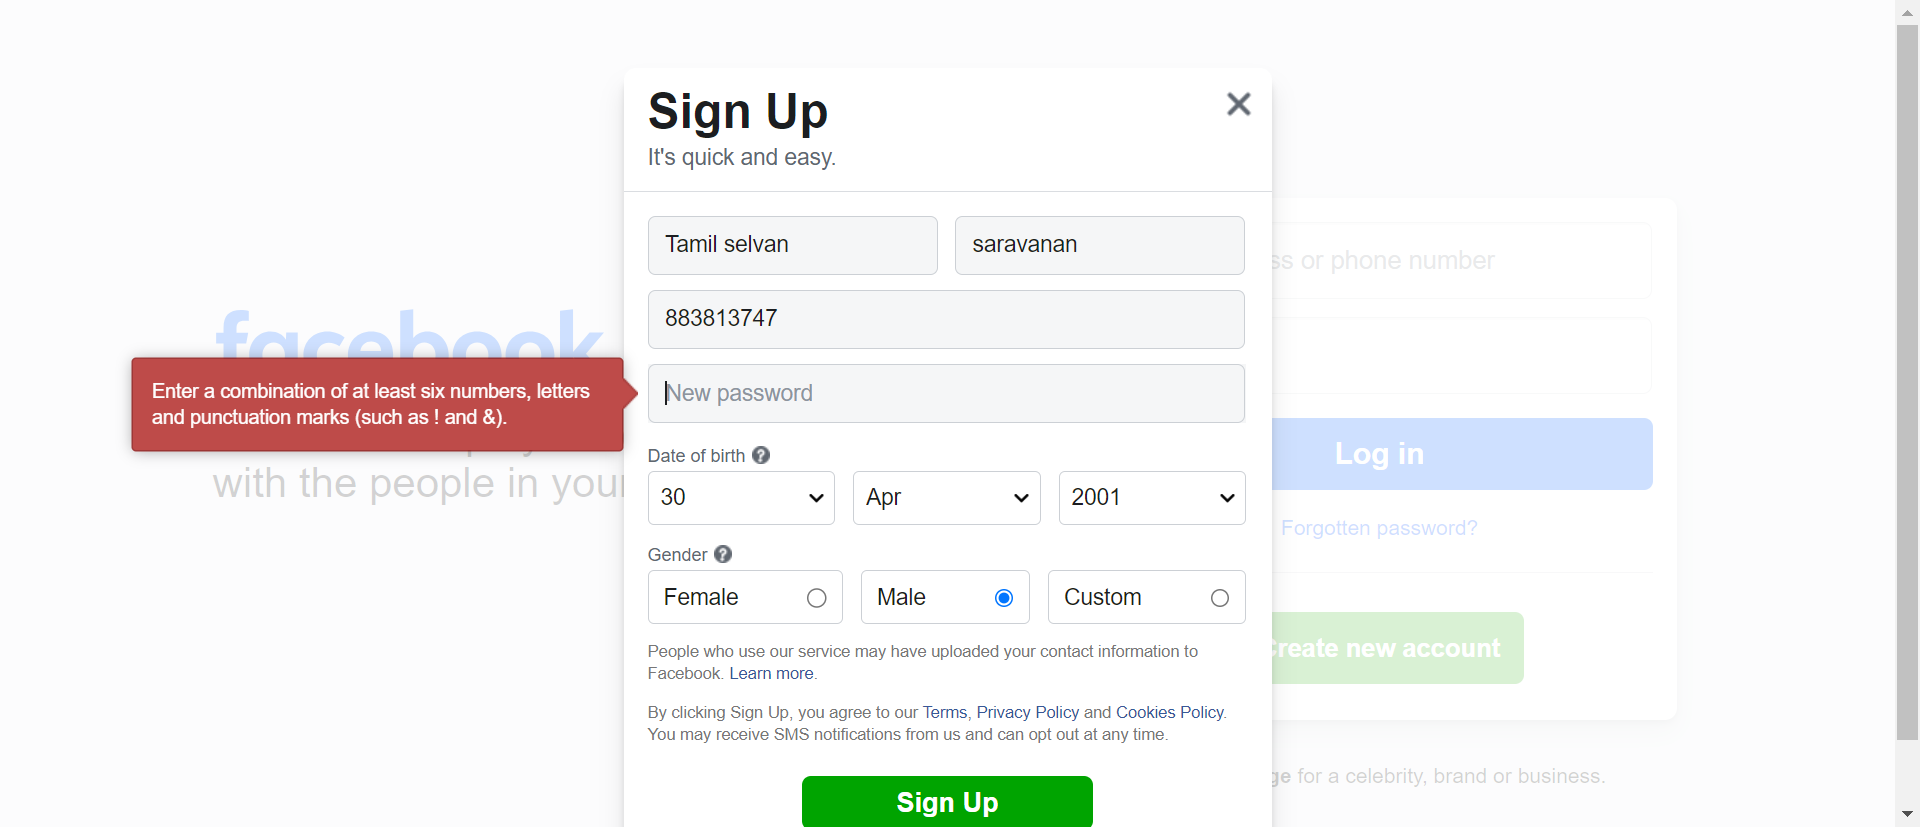 Sign Up
It's quick and easy.
Tamil selvan
saravanan
883813747
New password
Enter a combination of at least six numbers, letters
and punctuation marks (such as ! and &).
Date of birth
30
Apr
2001
Gender
Female
Male
Custom
People who use our service may have uploaded your contact information to
Facebook. Learn more.
By clicking Sign Up, you agree to our Terms, Privacy Policy and Cookies Policy.
You may receive SMS notifications from us and can opt out at any time.
Sign Up
facebook
with the people in your
or phone number
Log in
Forgotten password?
Create new account
for a celebrity, brand or business.